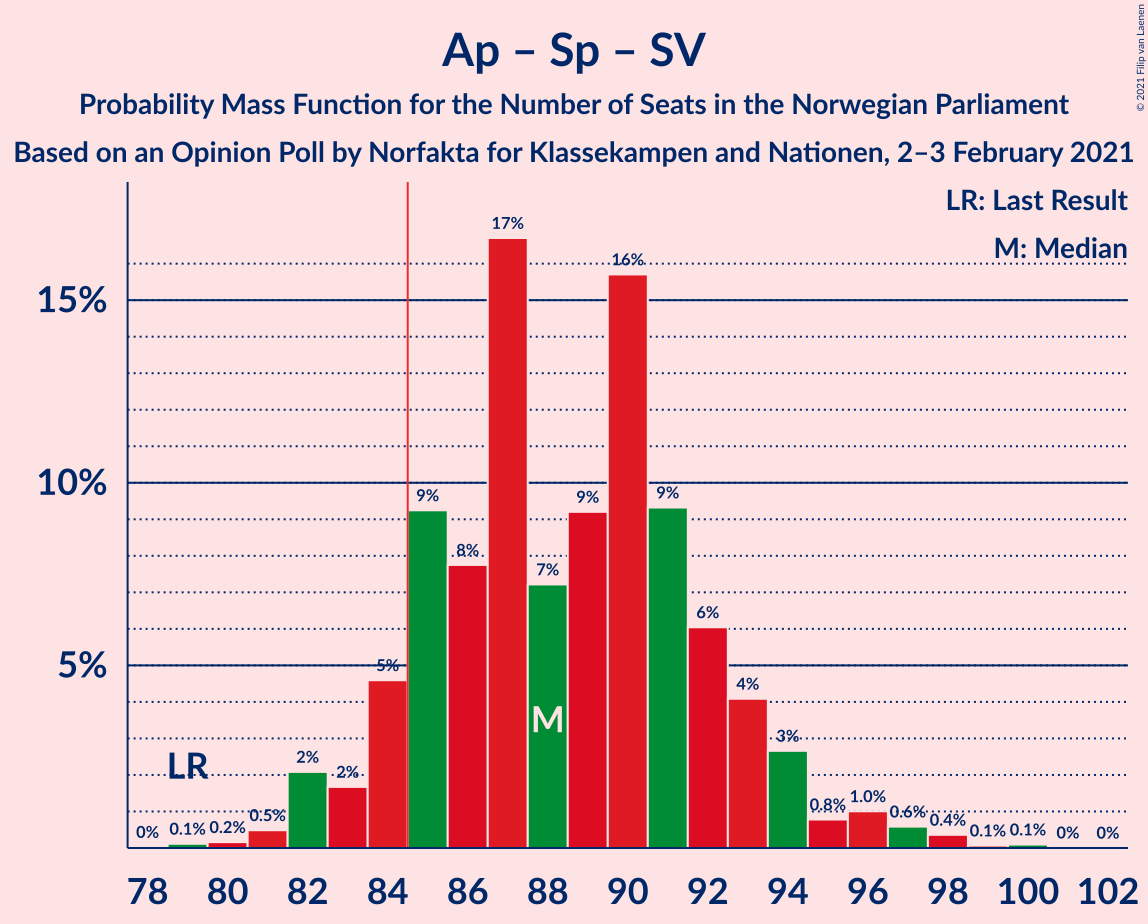 Ap – Sp – SV
Probability Mass Function for the Number of Seats in the Norwegian Parliament
Based on an Opinion Poll by Norfakta for Klassekampen and Nationen, 2–3 February 2021
© 2021 Filip van Laenen
LR: Last Result
M: Median
15%
10%
5%
0% 0.1% 0.2% 0.5% 2% 2% 5% 9% 8% 17% 7% 9% 16% 9% 6% 4% 3% 0.8% 1.0% 0.6% 0.4% 0.1% 0.1% 0% 0%
LR
M
78 80 82 84 86 88 90 92 94 96 98 100 102